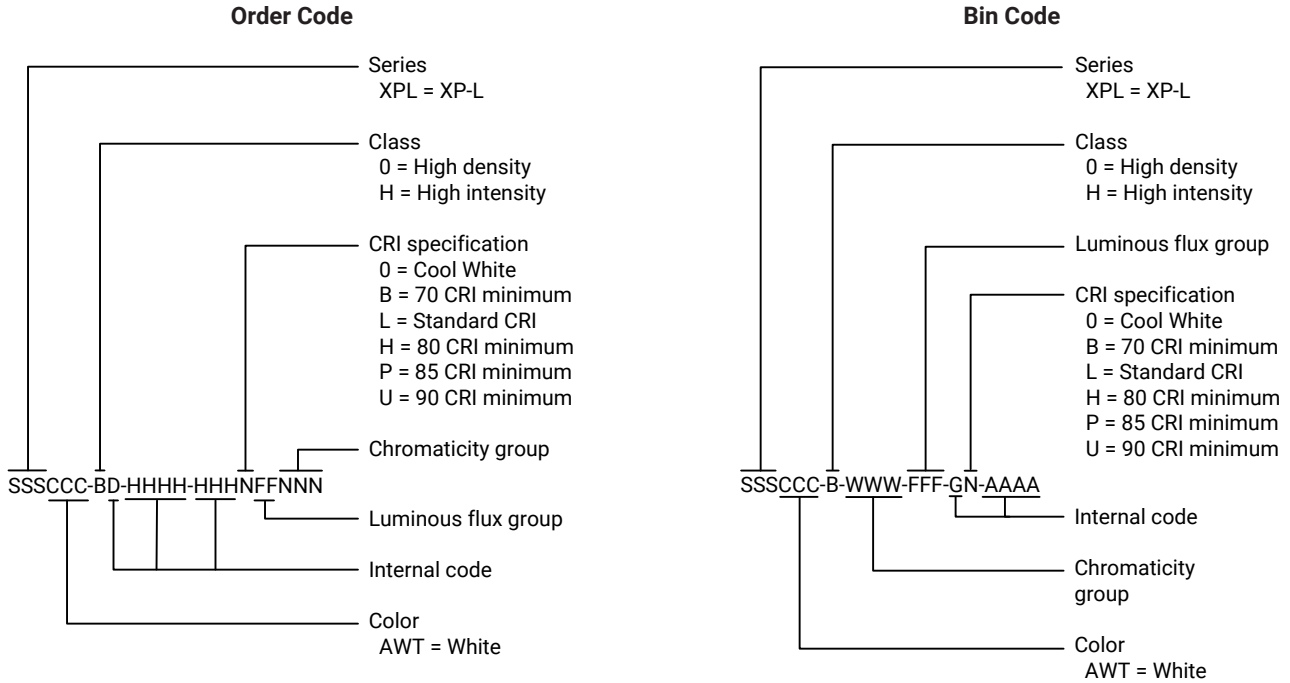 Order Code
Series
XPL = XP-L
Class
0 = High density
H = High intensity
CRI specification
0 = Cool White
B = 70 CRI minimum
L = Standard CRI
H = 80 CRI minimum
P = 85 CRI minimum
U = 90 CRI minimum
Chromaticity group
SSSCCC-BD-HHHH-HHHNFFNNN
Luminous flux group
Internal code
Color
AWT = White
Bin Code
Series
XPL = XP-L
Class
0 = High density
H = High intensity
Luminous flux group
CRI specification
0 = Cool White
B = 70 CRI minimum
L = Standard CRI
H = 80 CRI minimum
P = 85 CRI minimum
U = 90 CRI minimum
SSSCCC-B-WWW-FFF-GN-AAAA
Internal code
Chromaticity
group
Color
AWT = White